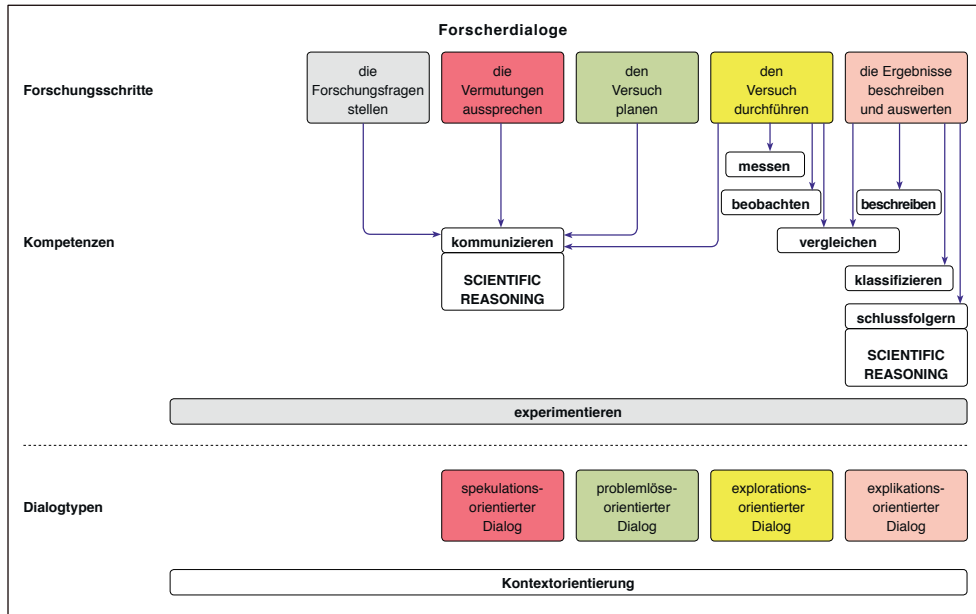 Forscherdialoge
Forschungsschritte
die
Forschungsfragen
stellen
die
Vermutungen
aussprechen
den
Versuch
planen
den
Versuch
durchführen
die Ergebnisse
beschreiben
und auswerten
Kompetenzen
messen
beobachten
beschreiben
kommunizieren
vergleichen
SCIENTIFIC
REASONING
klassifizieren
schlussfolgern
SCIENTIFIC
REASONING
experimentieren
Dialogtypen
spekulations-
orientierter
Dialog
problemlöse-
orientierter
Dialog
explorations-
orientierter
Dialog
explikations-
orientierter
Dialog
Kontextorientierung